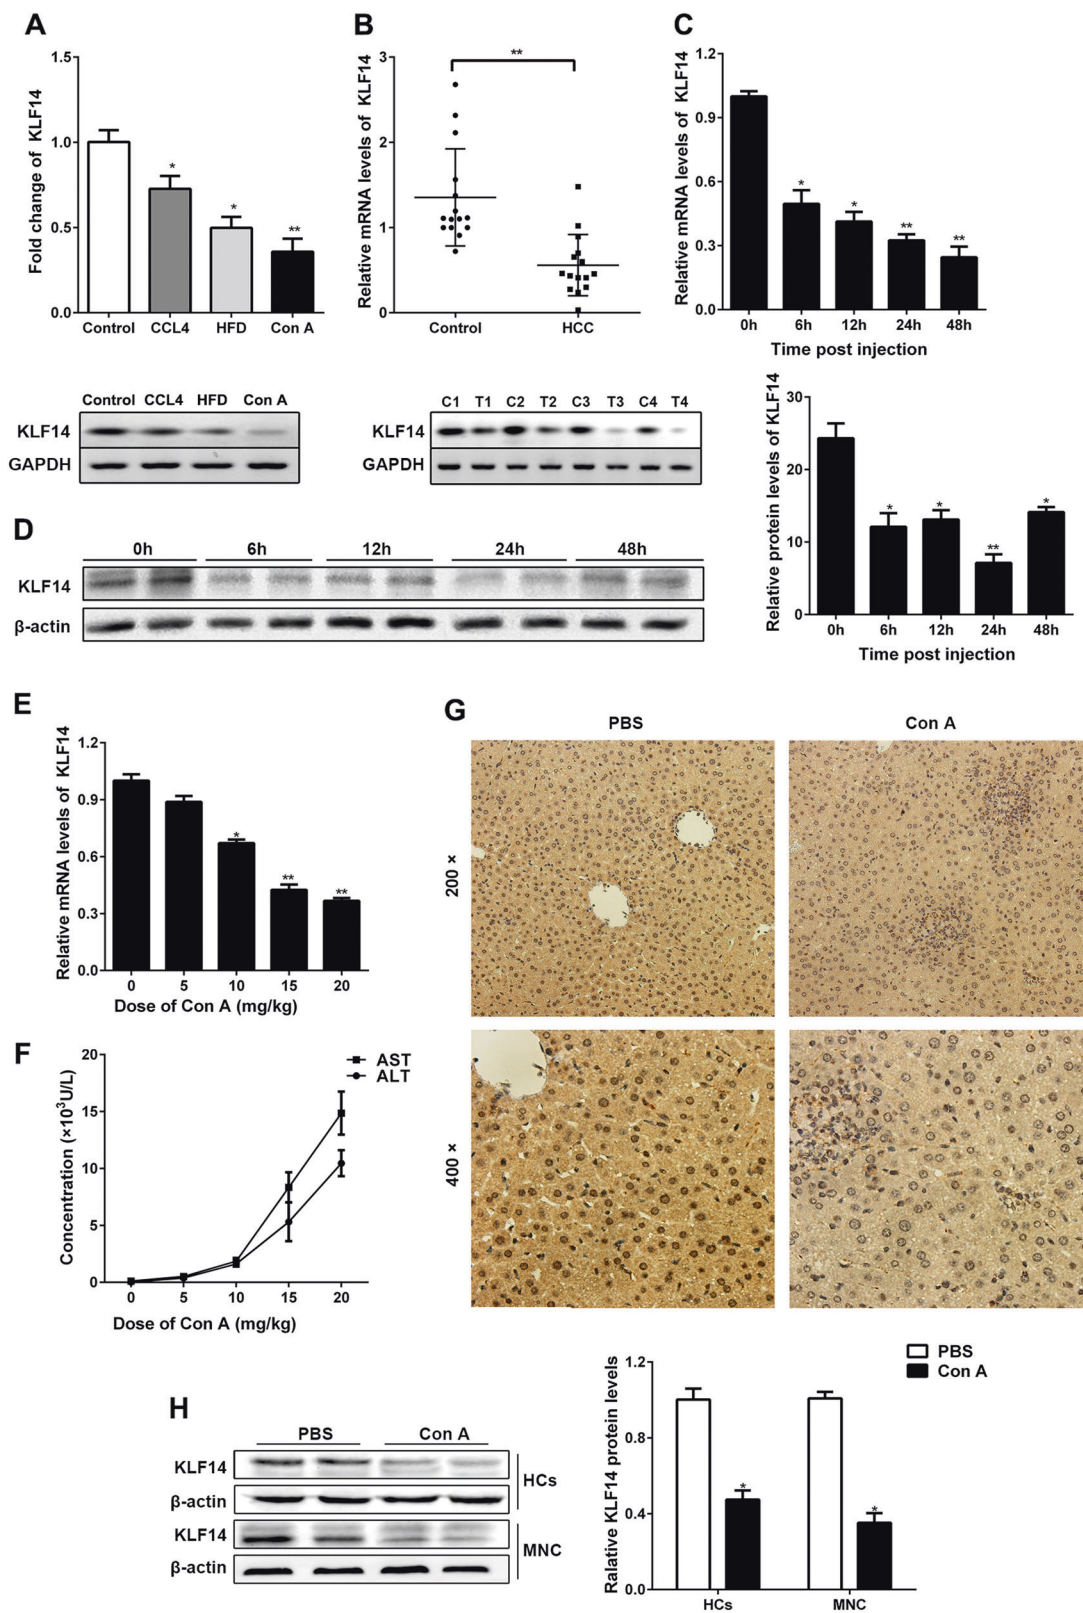 A
Fold change of KLF14
1.5
1.0
0.5
0.0
*
*
**
Control CCL4 HFD Con A
Control CCL4 HFD Con A
KLF14
GAPDH
B
Relative mRNA levels of KLF14
3
2
1
0
**
Control HCC
C1 T1 C2 T2 C3 T3 C4 T4
KLF14
GAPDH
C
Relative mRNA levels of KLF14
1.2
0.9
0.6
0.3
0.0
*
*
**
**
0h 6h 12h 24h 48h
Time post injection
D
0h 6h 12h 24h 48h
KLF14
β-actin
Relative protein levels of KLF14
30
20
10
0
*
*
**
*
0h 6h 12h 24h 48h
Time post injection
E
Relative mRNA levels of KLF14
1.2
0.9
0.6
0.3
0.0
*
**
**
0 5 10 15 20
Dose of Con A (mg/kg)
F
Concentration (×10³U/L)
20
15
10
5
0
AST
ALT
0 5 10 15 20
Dose of Con A (mg/kg)
G
PBS Con A
200 ×
400 ×
H
PBS Con A
KLF14
β-actin
HCs
KLF14
β-actin
MNC
Ralative KLF14 protein levels
1.2
0.8
0.4
0.0
PBS
Con A
*
*
HCs MNC